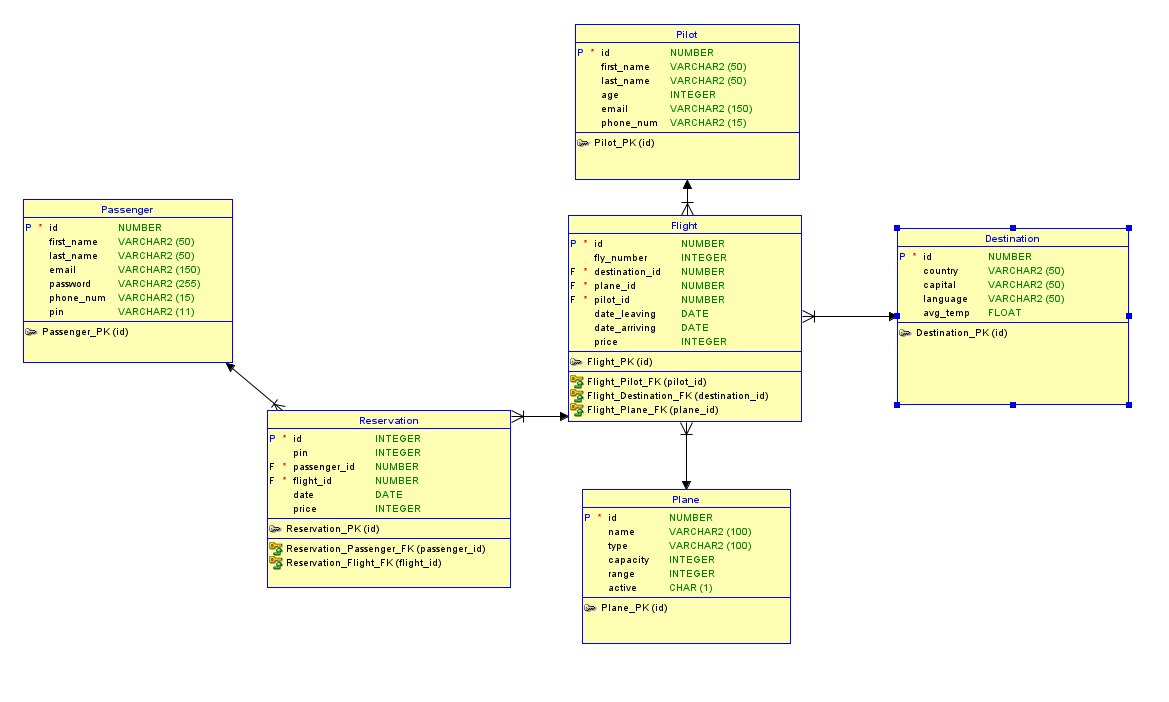 Pilot
P * id NUMBER
first_name VARCHAR2 (50)
last_name VARCHAR2 (50)
age INTEGER
email VARCHAR2 (150)
phone_num VARCHAR2 (15)
Pilot_PK (id)
Passenger
P * id NUMBER
first_name VARCHAR2 (50)
last_name VARCHAR2 (50)
email VARCHAR2 (150)
password VARCHAR2 (255)
phone_num VARCHAR2 (15)
pin VARCHAR2 (11)
Passenger_PK (id)
Flight
P * id NUMBER
fly_number INTEGER
F * destination_id NUMBER
F * plane_id NUMBER
F * pilot_id NUMBER
date_leaving DATE
date_arriving DATE
price INTEGER
Flight_PK (id)
Flight_Pilot_FK (pilot_id)
Flight_Destination_FK (destination_id)
Flight_Plane_FK (plane_id)
Destination
P * id NUMBER
country VARCHAR2 (50)
capital VARCHAR2 (50)
language VARCHAR2 (50)
avg_temp FLOAT
Destination_PK (id)
Reservation
P * id INTEGER
pin INTEGER
F * passenger_id NUMBER
F * flight_id NUMBER
date DATE
price INTEGER
Reservation_PK (id)
Reservation_Passenger_FK (passenger_id)
Reservation_Flight_FK (flight_id)
Plane
P * id NUMBER
name VARCHAR2 (100)
type VARCHAR2 (100)
capacity INTEGER
range INTEGER
active CHAR (1)
Plane_PK (id)